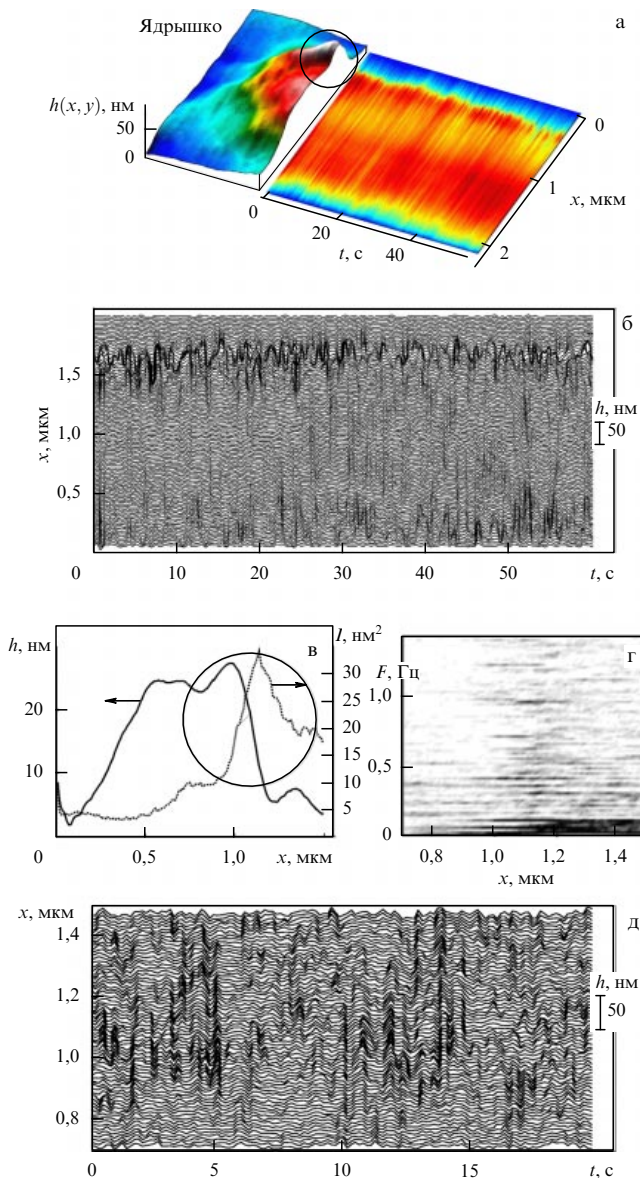 Ядрышко
а
h(x, y), нм
50
0
0
1
x, мкм
2
0
20
40
t, с
б
1,5
x, мкм
1,0
0,5
h, нм
50
0
10
20
30
40
50
t, с
h, нм
20
10
0
0,5
1,0
x, мкм
в
I, нм²
30
25
20
15
10
5
г
F, Гц
1,0
0,5
0
0,8
1,0
1,2
1,4
x, мкм
д
x, мкм
1,4
1,2
1,0
0,8
h, нм
50
0
5
10
15
t, с